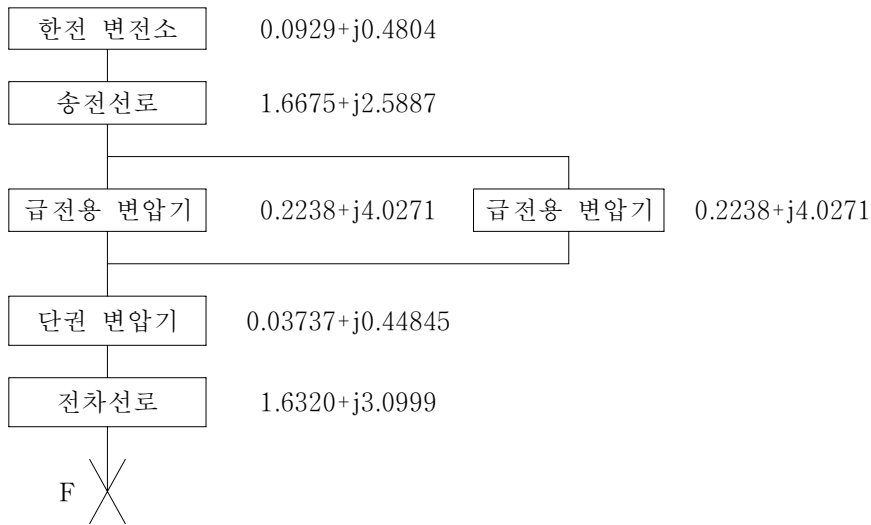 한전 변전소 0.0929+j0.4804
송전선로 1.6675+j2.5887
급전용 변압기 0.2238+j4.0271 급전용 변압기 0.2238+j4.0271
단권 변압기 0.03737+j0.44845
전차선로 1.6320+j3.0999
F